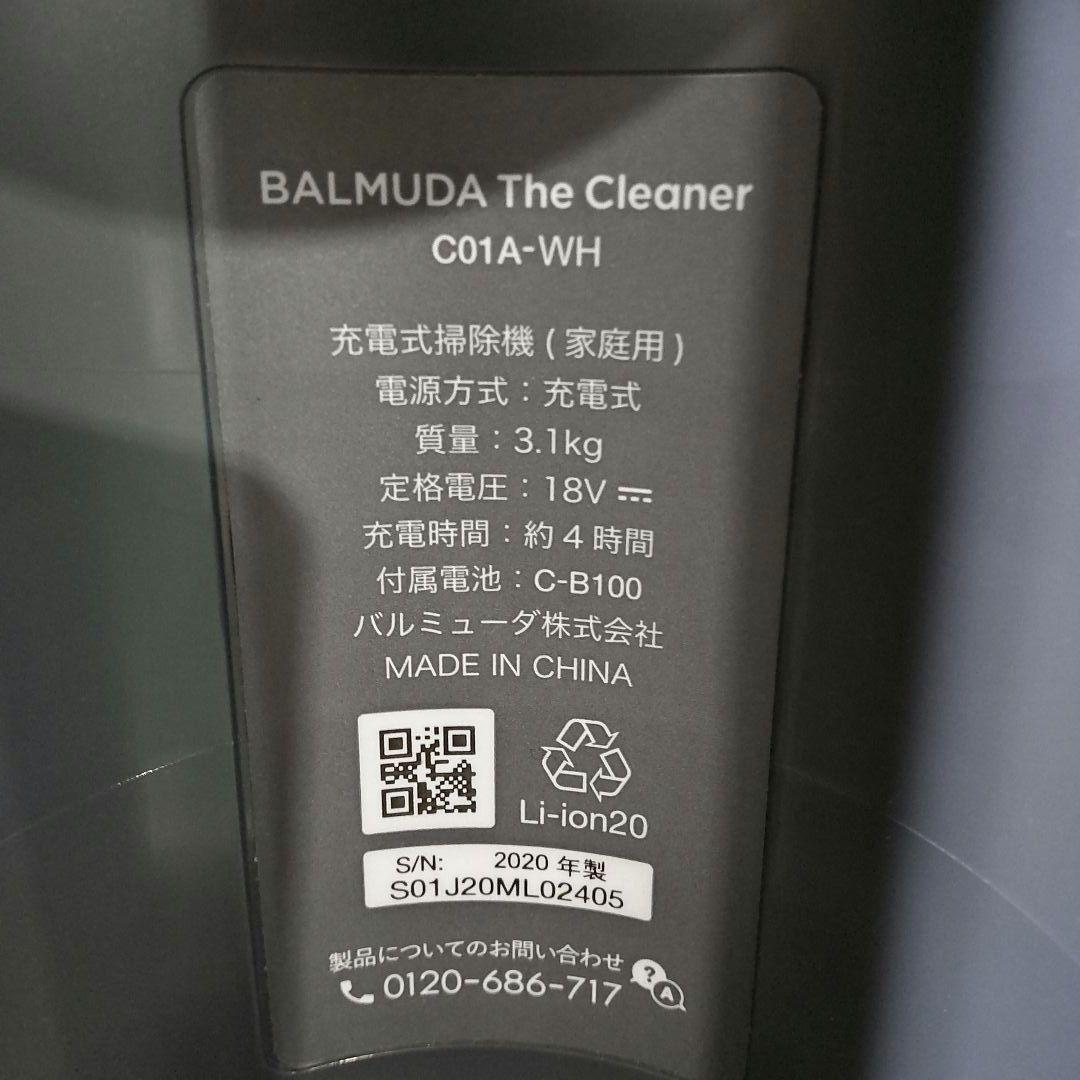 BALMUDA The Cleaner
C01A-WH
充電式掃除機 ( 家庭用 )
電源方式：充電式
質量：3.1kg
定格電圧：18V ⎓
充電時間：約 4 時間
付属電池：C-B100
バルミューダ株式会社
MADE IN CHINA
Li-ion20
S/N: 2020 年製
S01J20ML02405
製品についてのお問い合わせ
0120-686-717
? A